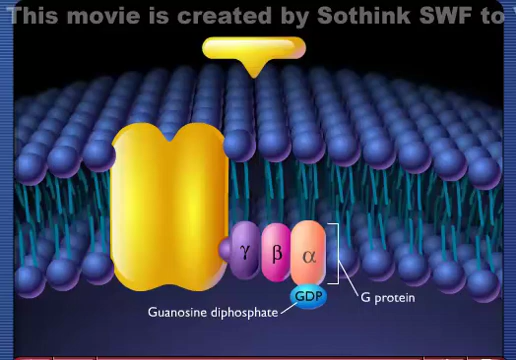 This movie is created by Sothink SWF to
γ β α
GDP
G protein
Guanosine diphosphate